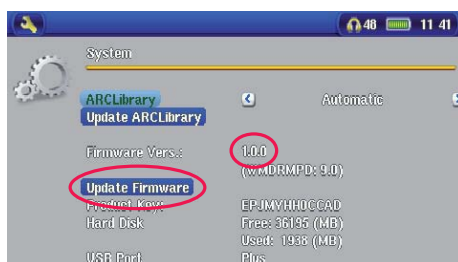 48 11 41
System
ARCLibrary Automatic
Update ARCLibrary
Firmware Vers.: 1.0.0
(WMDRMPD: 9.0)
Update Firmware
Product-Key: EPJMVHH0CCAD
Hard Disk Free: 36195 (MB)
Used: 1938 (MB)
USB Port Plus